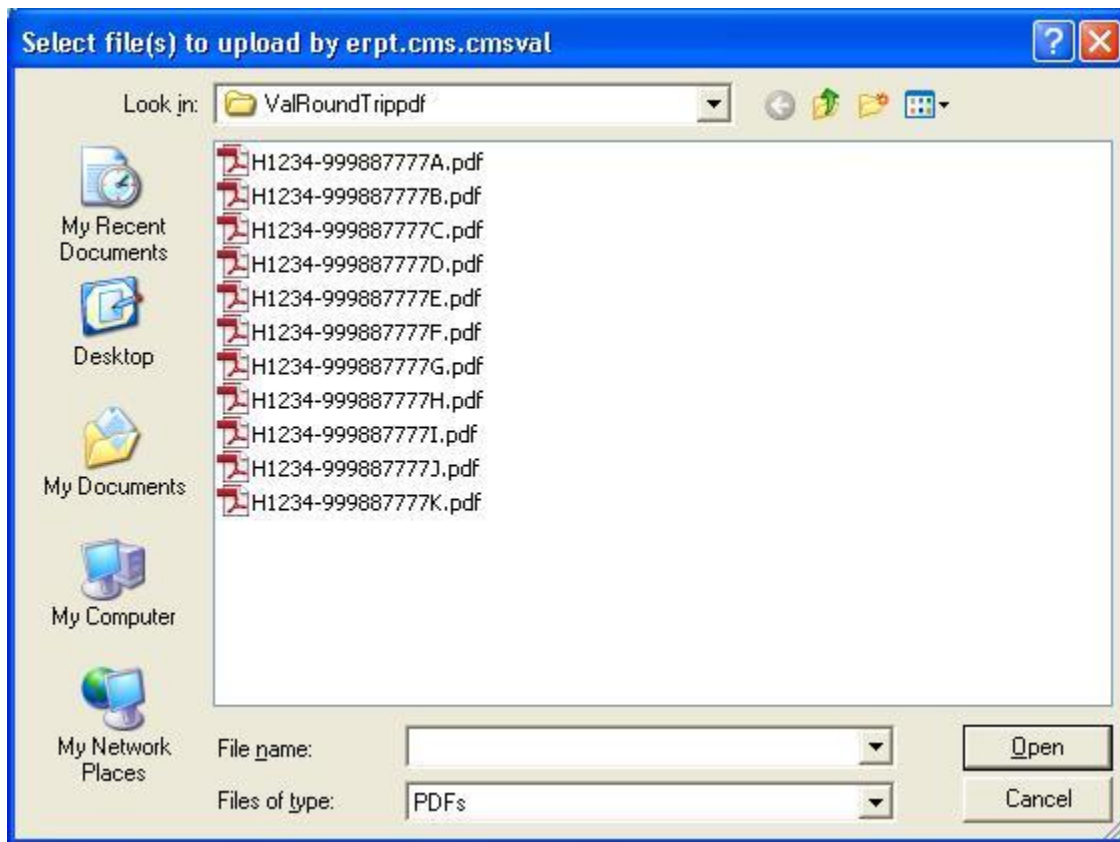 Select file(s) to upload by erpt.cms.cmsval
?
Look in:
ValRoundTrippdf
My Recent
Documents
Desktop
My Documents
My Computer
My Network
Places
H1234-999887777A.pdf
H1234-999887777B.pdf
H1234-999887777C.pdf
H1234-999887777D.pdf
H1234-999887777E.pdf
H1234-999887777F.pdf
H1234-999887777G.pdf
H1234-999887777H.pdf
H1234-999887777I.pdf
H1234-999887777J.pdf
H1234-999887777K.pdf
File name:
Open
Files of type:
PDFs
Cancel